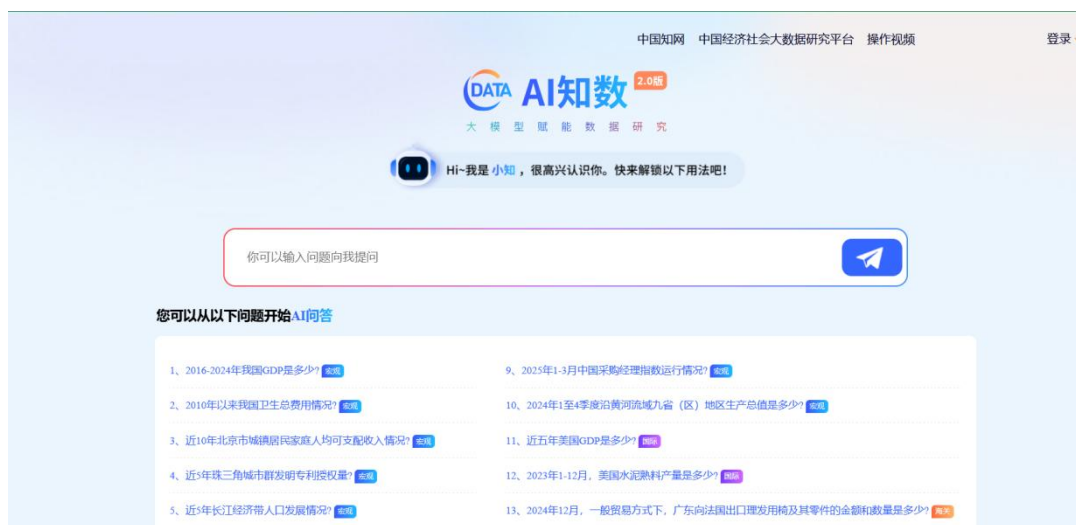 中国知网 中国经济社会大数据研究平台 操作视频 登录
DATA AI知数 2.0版
大模型赋能数据研究
Hi~我是 小知 ，很高兴认识你。快来解锁以下用法吧！
你可以输入问题向我提问
您可以从以下问题开始AI问答
1、2016-2024年我国GDP是多少? 宏观
2、2010年以来我国卫生总费用情况? 宏观
3、近10年北京市城镇居民家庭人均可支配收入情况? 宏观
4、近5年珠三角城市群发明专利授权量? 宏观
5、近5年长江经济带人口发展情况? 宏观
9、2025年1-3月中国采购经理指数运行情况? 宏观
10、2024年1至4季度沿黄河流域九省（区）地区生产总值是多少? 宏观
11、近五年美国GDP是多少? 国际
12、2023年1-12月，美国水泥熟料产量是多少? 国际
13、2024年12月，一般贸易方式下，广东向法国出口理发用椅及其零件的金额和数量是多少? 海关